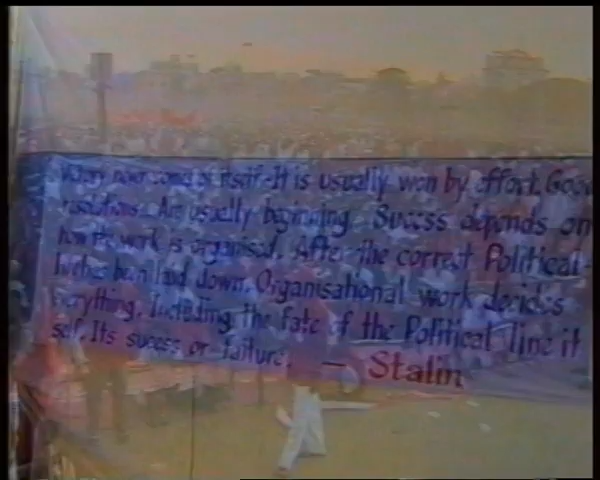 Victory never comes by itself-It is usually won by effort. Good
resolutions. Are usually beginning. Sucess depends on
how the work is organised. After the correct Political-
line has been laid down. Organisational work decides
everything. Including the fate of the Political line it
self. Its sucess or failure. — Stalin